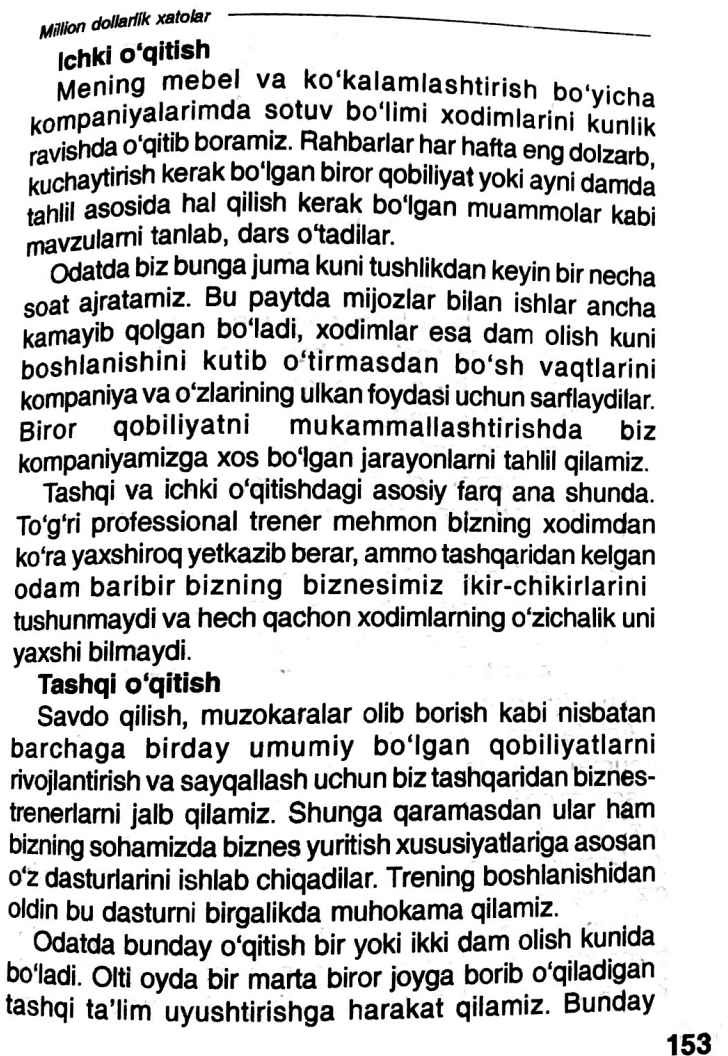 Million dollarlik xatolar
Ichki o‘qitish
Mening mebel va ko‘kalamlashtirish bo‘yicha
kompaniyalarimda sotuv bo‘limi xodimlarini kunlik
ravishda o‘qitib boramiz. Rahbarlar har hafta eng dolzarb,
kuchaytirish kerak bo‘lgan biror qobiliyat yoki ayni damda
tahlil asosida hal qilish kerak bo‘lgan muammolar kabi
mavzularni tanlab, dars o‘tadilar.
Odatda biz bunga juma kuni tushlikdan keyin bir necha
soat ajratamiz. Bu paytda mijozlar bilan ishlar ancha
kamayib qolgan bo‘ladi, xodimlar esa dam olish kuni
boshlanishini kutib o‘tirmasdan bo‘sh vaqtlarini
kompaniya va o‘zlarining ulkan foydasi uchun sarflaydilar.
Biror qobiliyatni mukammallashtirishda biz
kompaniyamizga xos bo‘lgan jarayonlarni tahlil qilamiz.
Tashqi va ichki o‘qitishdagi asosiy farq ana shunda.
To‘g‘ri professional trener mehmon bizning xodimdan
ko‘ra yaxshiroq yetkazib berar, ammo tashqaridan kelgan
odam baribir bizning biznesimiz ikir-chikirlarini
tushunmaydi va hech qachon xodimlarning o‘zichalik uni
yaxshi bilmaydi.
Tashqi o‘qitish
Savdo qilish, muzokaralar olib borish kabi nisbatan
barchaga birday umumiy bo‘lgan qobiliyatlarni
rivojlantirish va sayqallash uchun biz tashqaridan biznes-
trenerlarni jalb qilamiz. Shunga qaramasdan ular ham
bizning sohamizda biznes yuritish xususiyatlariga asosan
o‘z dasturlarini ishlab chiqadilar. Trening boshlanishidan
oldin bu dasturni birgalikda muhokama qilamiz.
Odatda bunday o‘qitish bir yoki ikki dam olish kunida
bo‘ladi. Olti oyda bir marta biror joyga borib o‘qiladigan
tashqi ta’lim uyushtirishga harakat qilamiz. Bunday
153